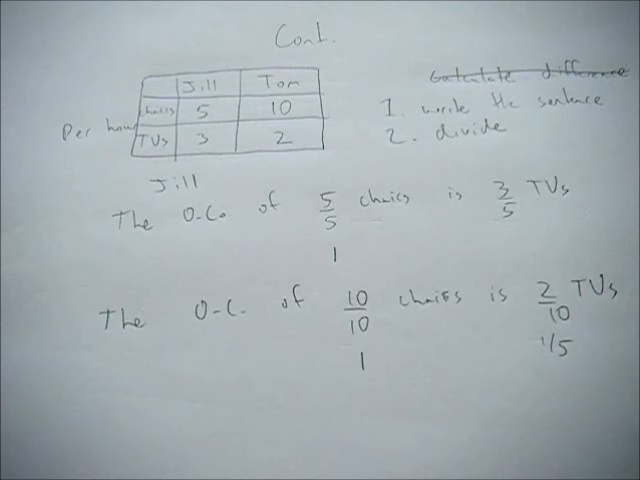 Cont.
Jill Tom
chairs 5 10
Per hour
TVs 3 2
Calculate difference
1. write the sentence
2. divide
Jill
The O.C. of 5/5 chairs is 3/5 TVs
1
The O.C. of 10/10 chairs is 2/10 TVs
1 1/5